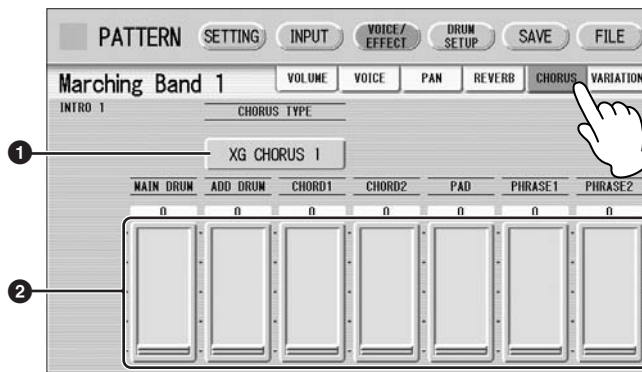 PATTERN SETTING INPUT VOICE/EFFECT DRUM SETUP SAVE FILE
Marching Band 1 VOLUME VOICE PAN REVERB CHORUS VARIATION
INTRO 1 CHORUS TYPE
1 XG CHORUS 1
MAIN DRUM ADD DRUM CHORD1 CHORD2 PAD PHRASE1 PHRASE2
0 0 0 0 0 0 0
2